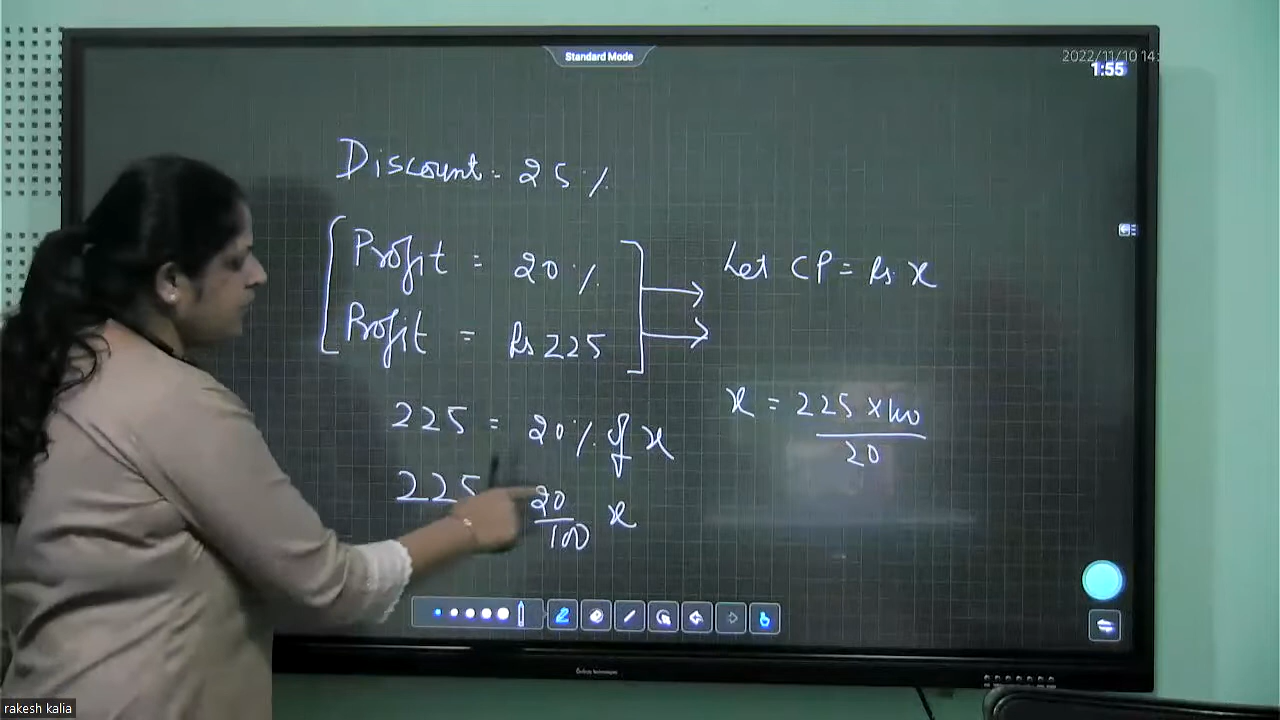 Standard Mode
2022/11/10 14:
1:55
Discount = 25%
Profit = 20%
Profit = Rs 225
Let CP = Rs. x
225 = 20% of x
225 20/100 x
x = 225 × 100 / 20
rakesh kalia